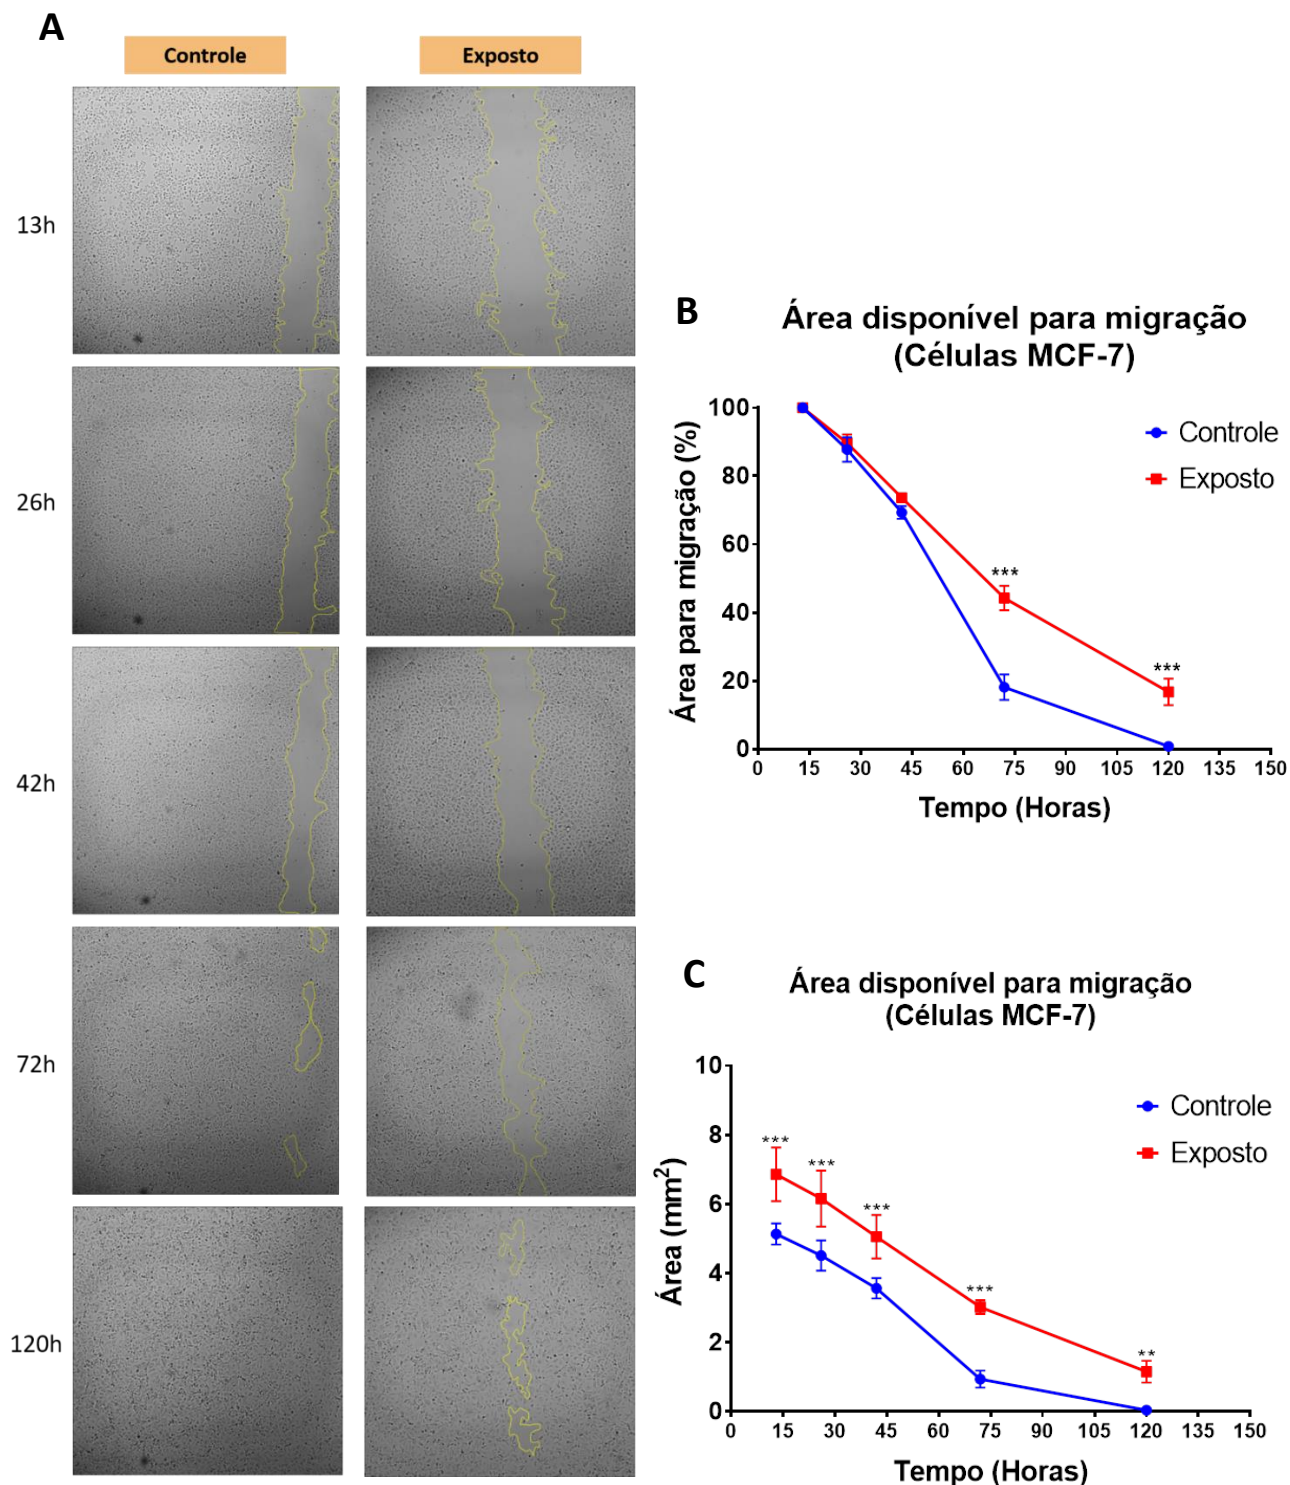 A
Controle
Exposto
13h
26h
42h
72h
120h
B
Área disponível para migração
(Células MCF-7)
Área para migração (%)
100
80
60
40
20
0
Controle
Exposto
***
***
0 15 30 45 60 75 90 105 120 135 150
Tempo (Horas)
C
Área disponível para migração
(Células MCF-7)
Área (mm²)
10
8
6
4
2
0
Controle
Exposto
***
***
***
***
**
0 15 30 45 60 75 90 105 120 135 150
Tempo (Horas)